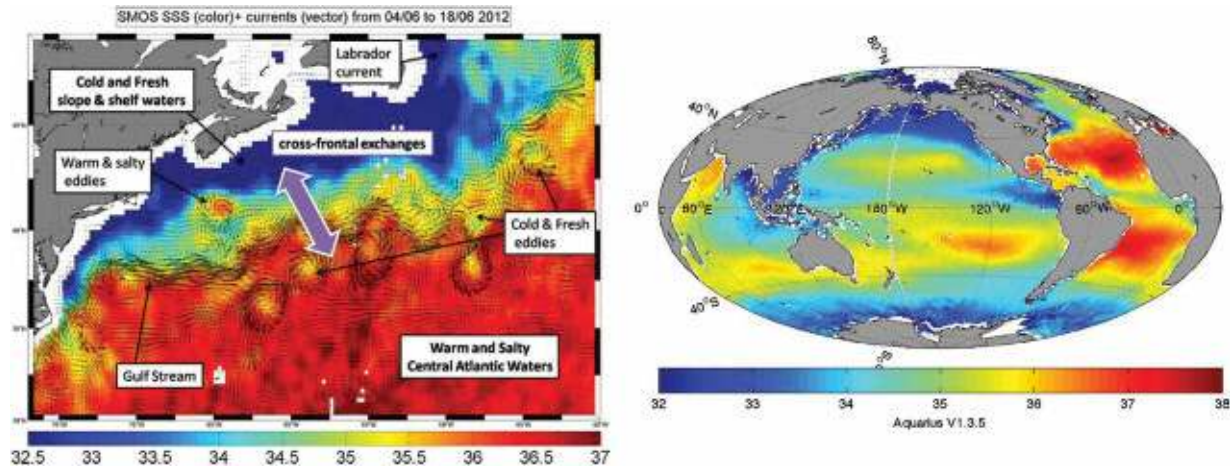 SMOS SSS (color)+ currents (vector) from 04/06 to 18/06 2012
Labrador
current
Cold and Fresh
slope & shelf waters
cross-frontal exchanges
Warm & salty
eddies
Cold & Fresh
eddies
Gulf Stream
Warm and Salty
Central Atlantic Waters
32.5 33 33.5 34 34.5 35 35.5 36 36.5 37
80°N
40°N
0° 60°E 120°E 180°W 120°W 60°W 0°
40°S
32 33 34 35 36 37 38
Aquarius V1.3.5